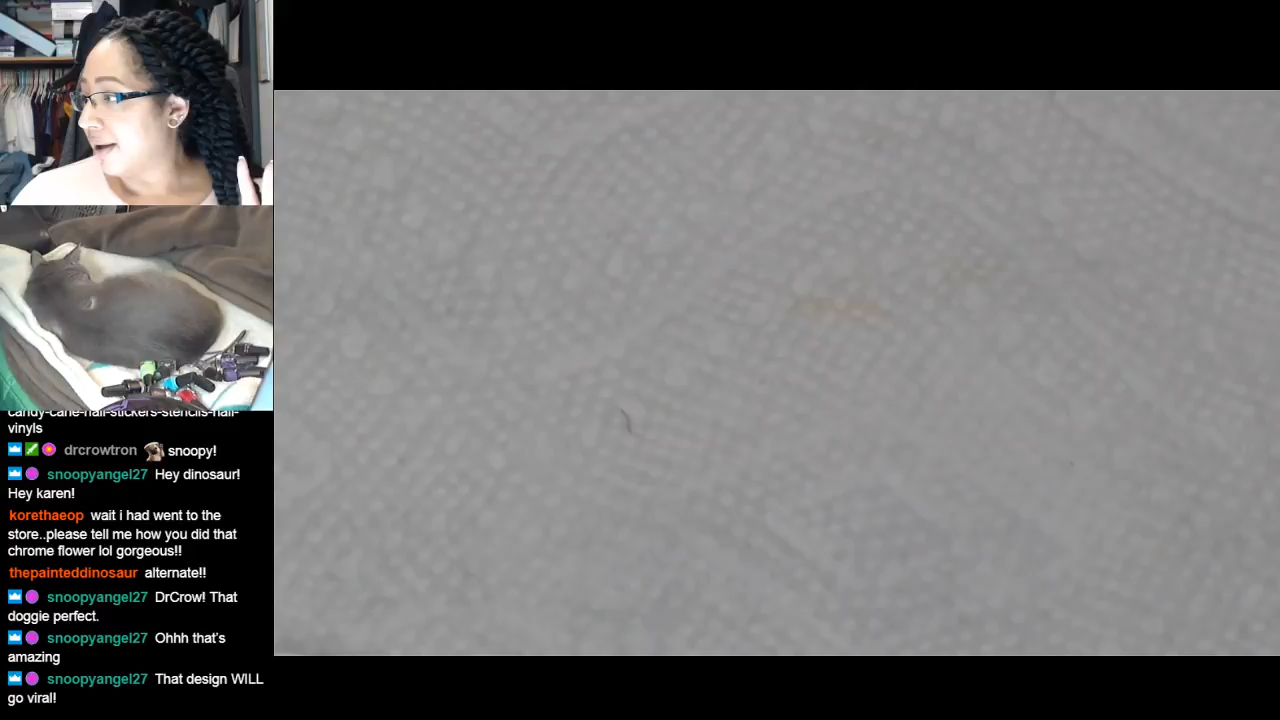 candy-cane-nail-stickers-stencils-nail-
vinyls
drcrowtron snoopy!
snoopyangel27 Hey dinosaur!
Hey karen!
korethaeop wait i had went to the
store..please tell me how you did that
chrome flower lol gorgeous!!
thepainteddinosaur alternate!!
snoopyangel27 DrCrow! That
doggie perfect.
snoopyangel27 Ohhh that's
amazing
snoopyangel27 That design WILL
go viral!